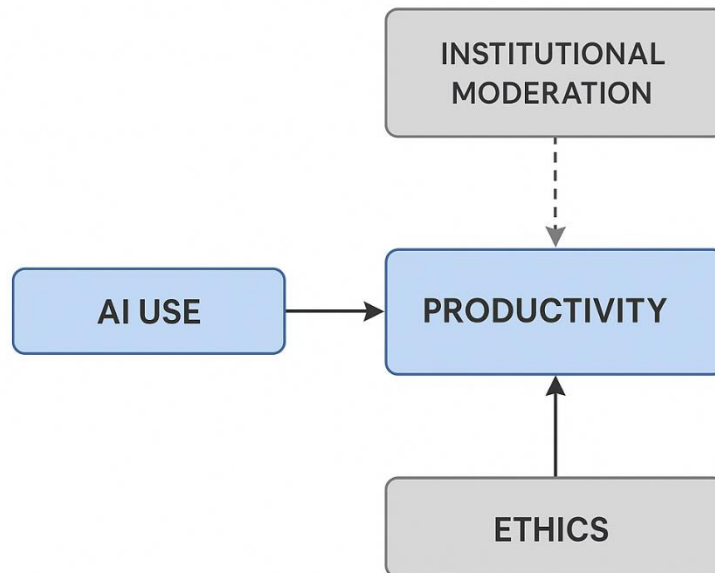 INSTITUTIONAL
MODERATION
AI USE
PRODUCTIVITY
ETHICS